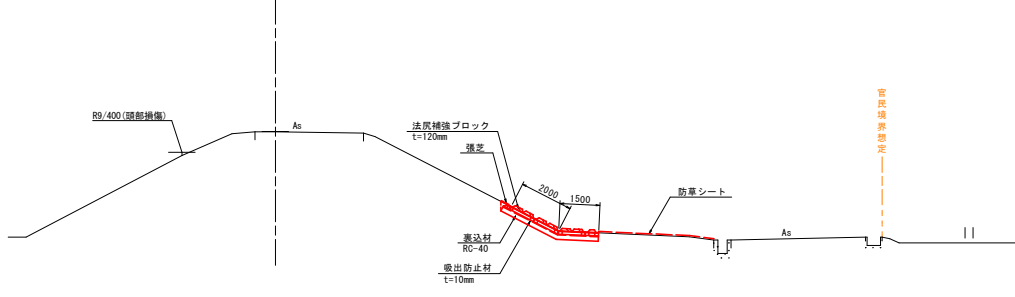 R9/400(頭部損傷)
As
法尻補強ブロック
t=120mm
張芝
2000
1500
防草シート
官民境界想定
As
裏込材
RC-40
吸出防止材
t=10mm